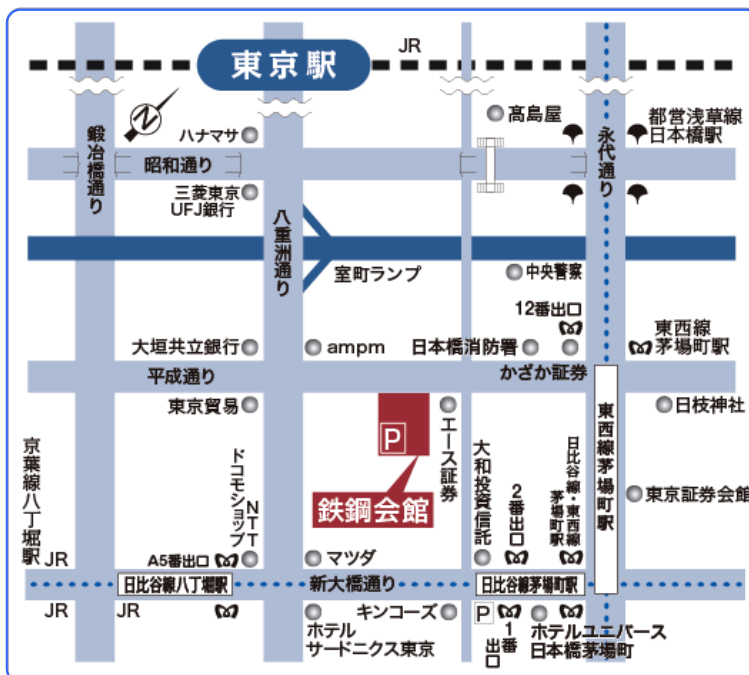 JR
東京駅
N
髙島屋
都営浅草線
日本橋駅
ハナマサ
鍛冶橋通り
昭和通り
永代通り
三菱東京
UFJ銀行
八重洲通り
室町ランプ
中央警察
12番出口
大垣共立銀行
ampm
日本橋消防署
東西線
茅場町駅
平成通り
かざか証券
東京貿易
P
エース証券
日枝神社
東西線茅場町駅
京葉線八丁堀駅
ドコモショップ
NTT
鉄鋼会館
大和投資信託
2番出口
日比谷線・東西線
茅場町駅
東京証券会館
JR
A5番出口
マツダ
日比谷線八丁堀駅
新大橋通り
日比谷線茅場町駅
JR
JR
ホテル
サードニクス東京
キンコーズ
P
1番
出口
ホテルユニバース
日本橋茅場町